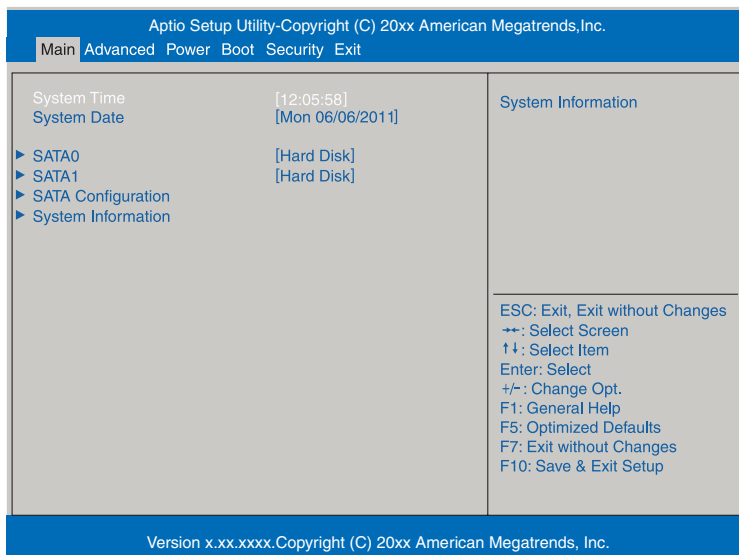 Aptio Setup Utility-Copyright (C) 20xx American Megatrends,Inc.
Main Advanced Power Boot Security Exit
System Time [12:05:58]
System Date [Mon 06/06/2011]
SATA0 [Hard Disk]
SATA1 [Hard Disk]
SATA Configuration
System Information
System Information
ESC: Exit, Exit without Changes
→←: Select Screen
↑↓: Select Item
Enter: Select
+/-: Change Opt.
F1: General Help
F5: Optimized Defaults
F7: Exit without Changes
F10: Save & Exit Setup
Version x.xx.xxxx.Copyright (C) 20xx American Megatrends, Inc.